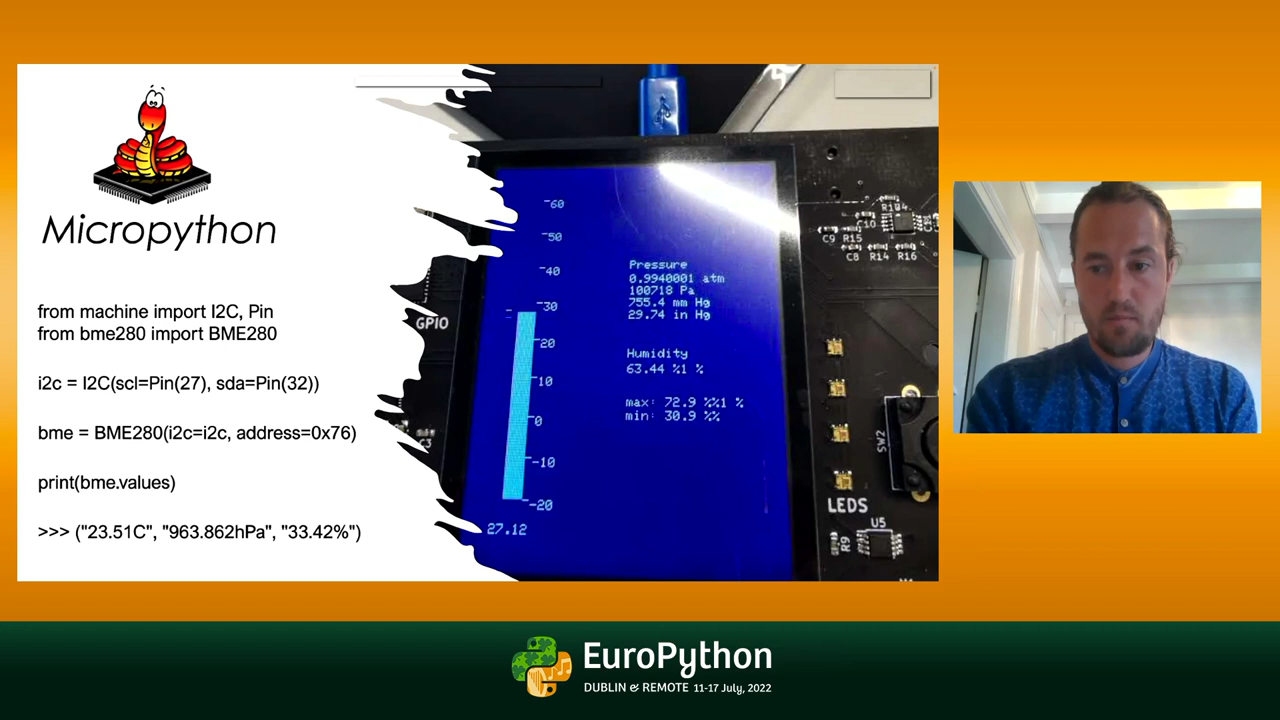 Micropython
from machine import I2C, Pin
from bme280 import BME280
i2c = I2C(scl=Pin(27), sda=Pin(32))
bme = BME280(i2c=i2c, address=0x76)
print(bme.values)
>>> ("23.51C", "963.862hPa", "33.42%")
60
50
40
30
20
10
0
-10
-20
27.12
Pressure
0.9940001 atm
100718 Pa
755.4 mm Hg
29.74 in Hg
Humidity
63.44 %1 %
max: 72.9 %%1 %
min: 30.9 %%
GPIO
C3
C10
C9 R15
C8 R14 R16
SW2
LEDS
U5
R9
EuroPython
DUBLIN & REMOTE 11-17 July, 2022